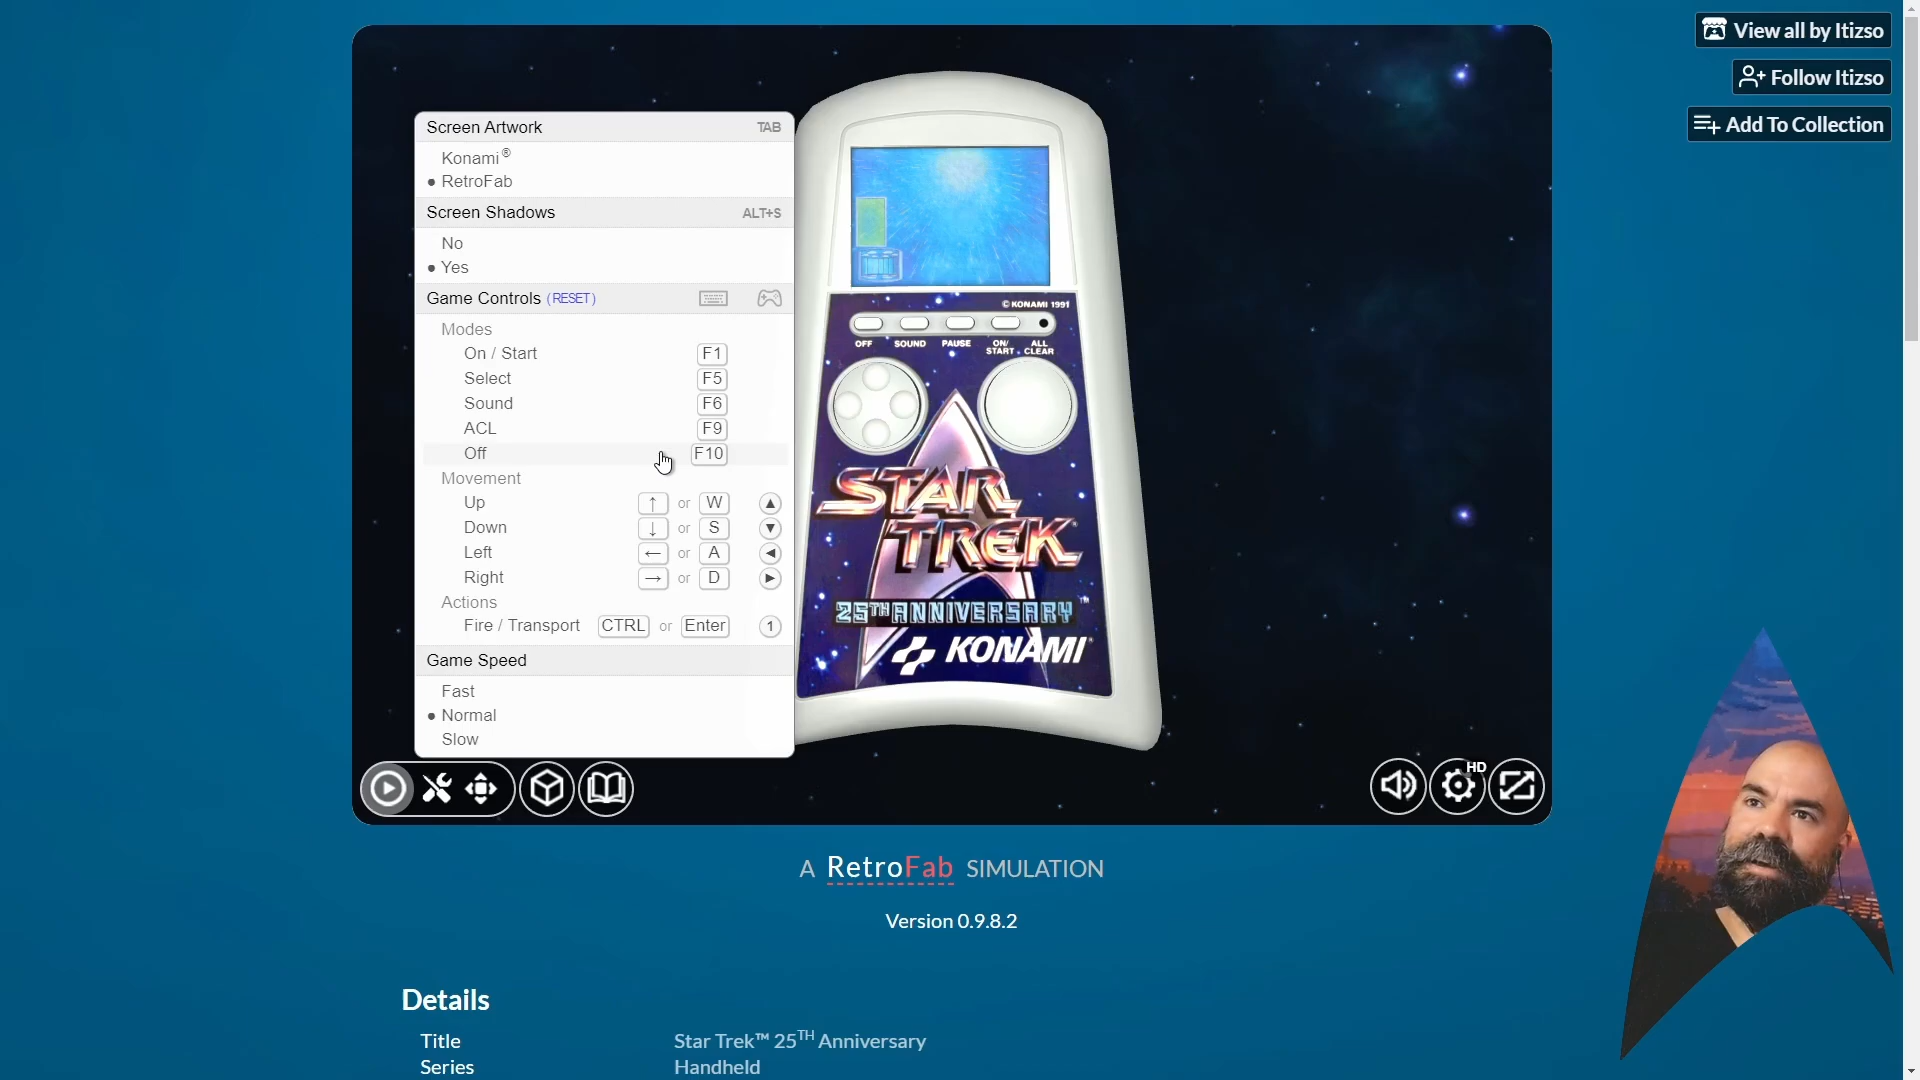 View all by Itizso
Follow Itizso
Add To Collection
Screen Artwork TAB
Konami®
• RetroFab
Screen Shadows ALT+S
No
• Yes
Game Controls (RESET)
Modes
On / Start F1
Select F5
Sound F6
ACL F9
Off F10
Movement
Up ↑ or W ▲
Down ↓ or S ▼
Left ← or A ◀
Right → or D ▶
Actions
Fire / Transport CTRL or Enter 1
Game Speed
Fast
• Normal
Slow
© KONAMI 1991
OFF SOUND PAUSE ON/START ALL CLEAR
STAR
TREK
25TH ANNIVERSARY™
KONAMI®
HD
A RetroFab SIMULATION
Version 0.9.8.2
Details
Title Star Trek™ 25TH Anniversary
Series Handheld